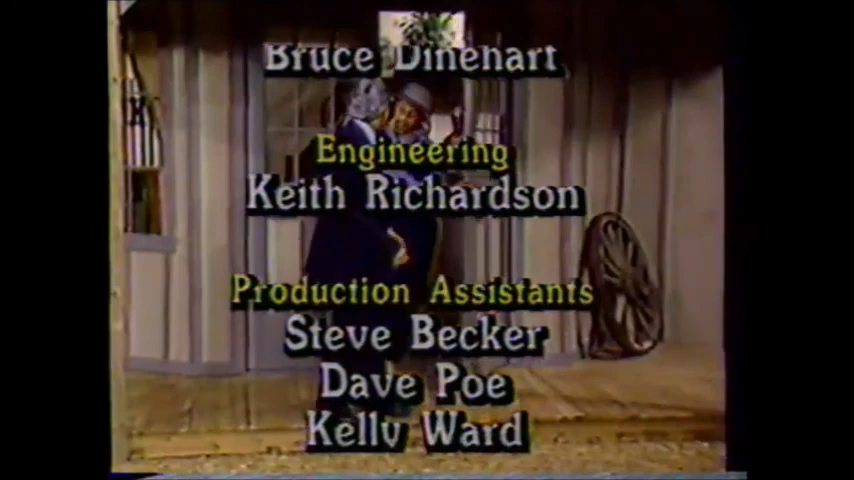 Bruce Dinehart
Engineering
Keith Richardson
Production Assistants
Steve Becker
Dave Poe
Kelly Ward